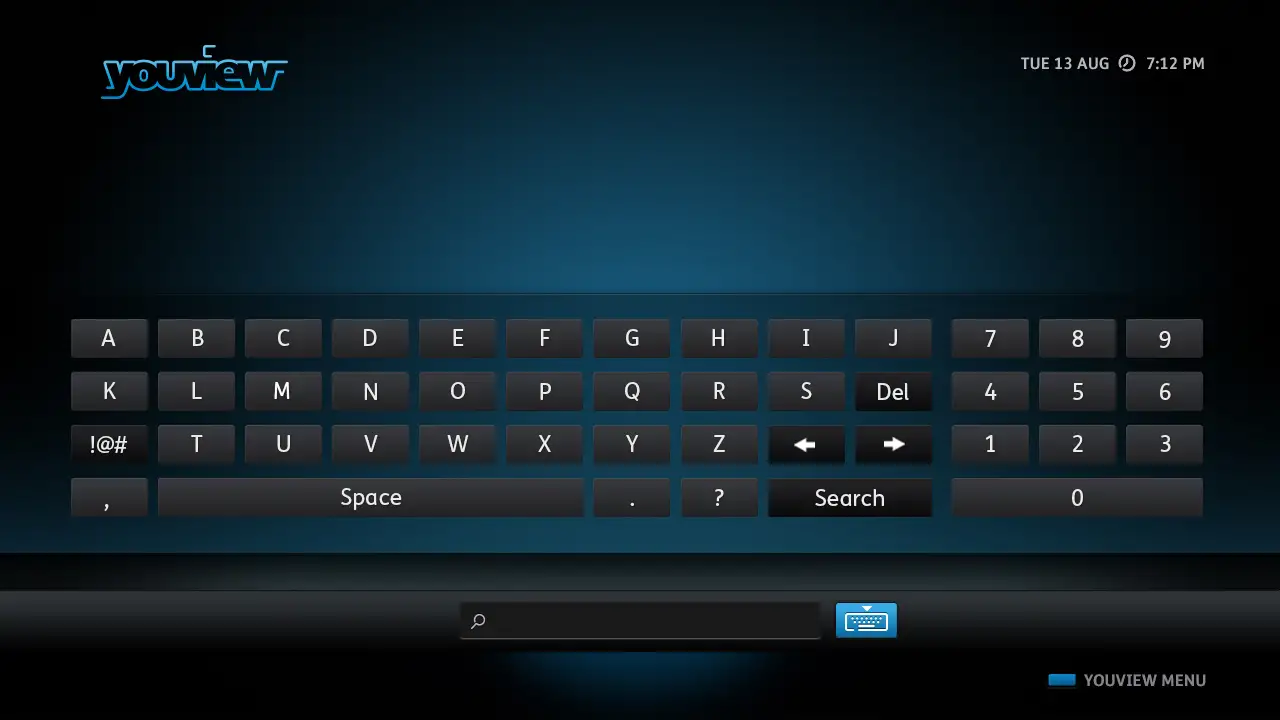 youview
TUE 13 AUG 7:12 PM
A B C D E F G H I J 7 8 9
K L M N O P Q R S Del 4 5 6
!@# T U V W X Y Z 1 2 3
, Space . ? Search 0
YOUVIEW MENU